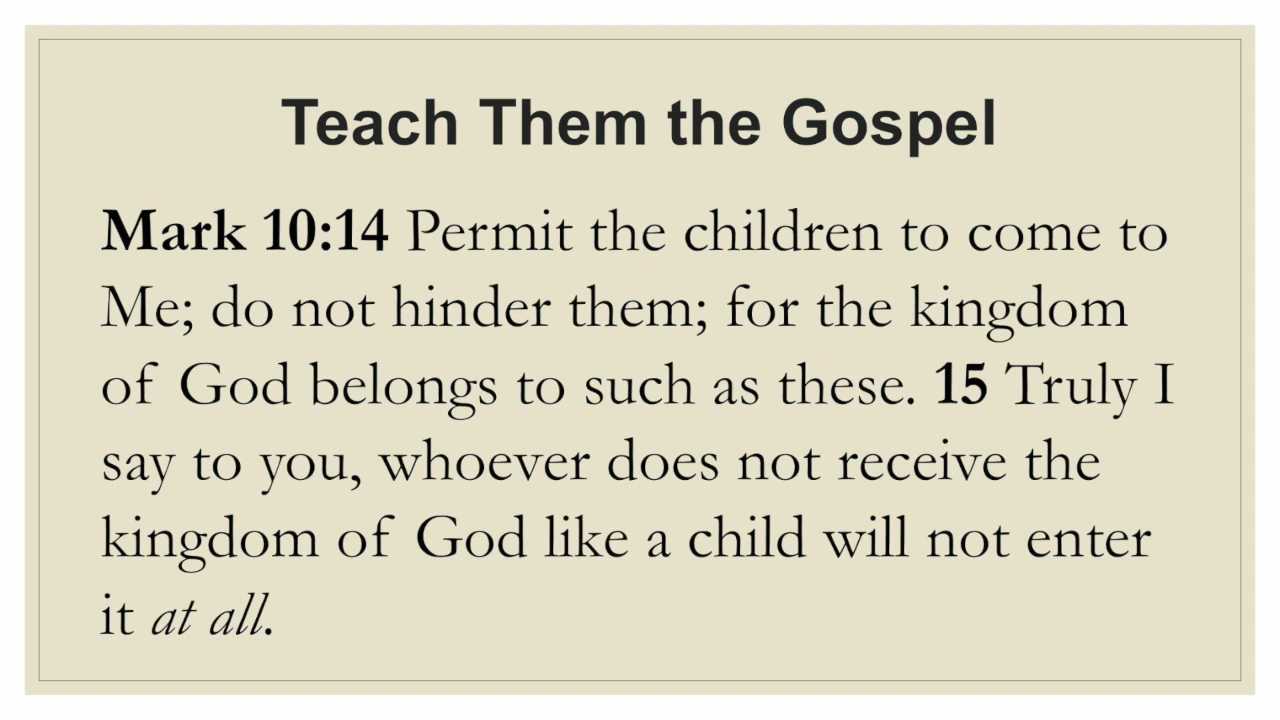 Teach Them the Gospel
Mark 10:14 Permit the children to come to
Me; do not hinder them; for the kingdom
of God belongs to such as these. 15 Truly I
say to you, whoever does not receive the
kingdom of God like a child will not enter
it at all.